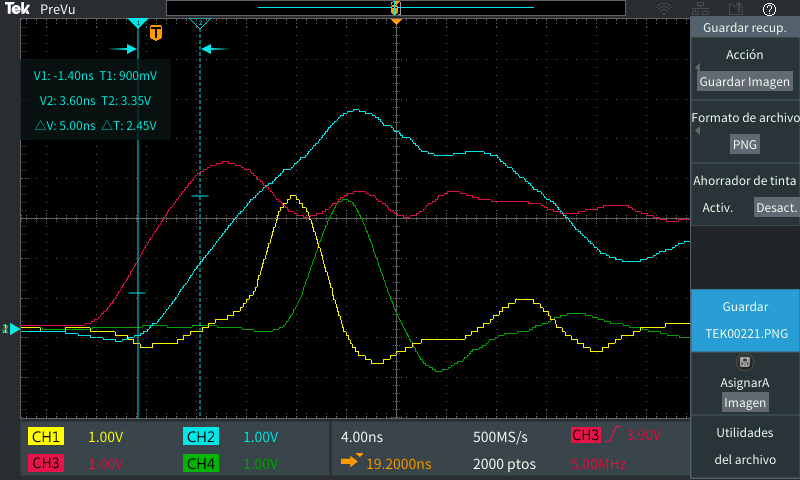 Tek PreVu
1 T 2 T
V1: -1.40ns T1: 900mV
V2: 3.60ns T2: 3.35V
△V: 5.00ns △T: 2.45V
Guardar recup.
Acción
Guardar Imagen
Formato de archivo
PNG
Ahorrador de tinta
Activ. Desact.
Guardar
TEK00221.PNG
AsignarA
Imagen
Utilidades
del archivo
CH1 1.00V CH2 1.00V 4.00ns 500MS/s CH3 3.90V
CH3 1.00V CH4 1.00V 19.2000ns 2000 ptos 5.00MHz